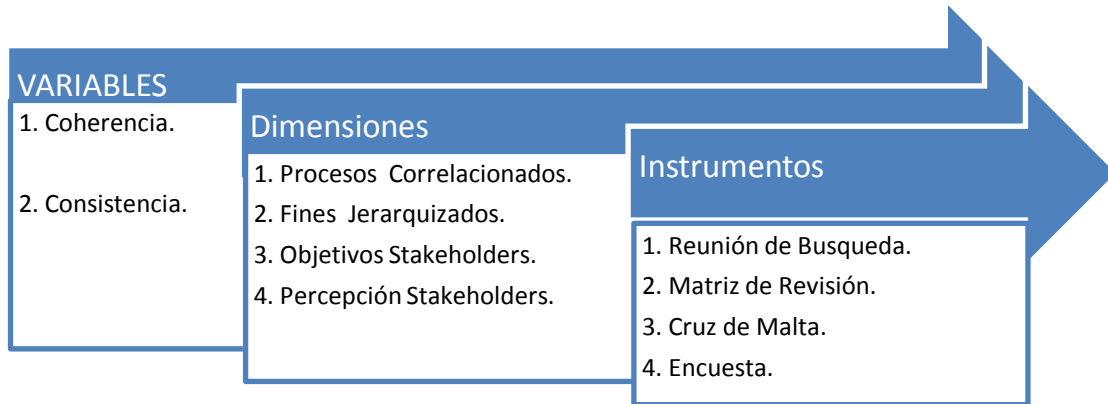 VARIABLES
1. Coherencia.
2. Consistencia.
Dimensiones
1. Procesos Correlacionados.
2. Fines Jerarquizados.
3. Objetivos Stakeholders.
4. Percepción Stakeholders.
Instrumentos
1. Reunión de Busqueda.
2. Matriz de Revisión.
3. Cruz de Malta.
4. Encuesta.